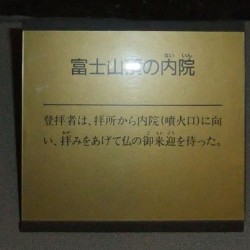 富士山頂の内院
登拝者は、拝所から内院(噴火口)に向
い、拝みをあげて仏の御来迎を待った。